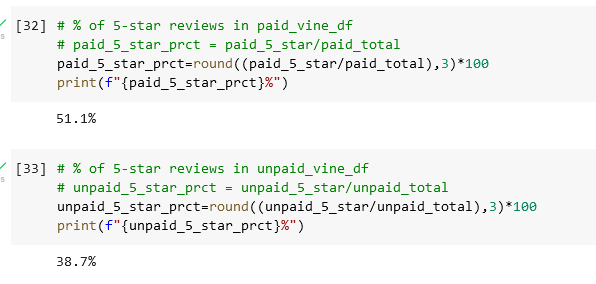 [32] # % of 5-star reviews in paid_vine_df
# paid_5_star_prct = paid_5_star/paid_total
paid_5_star_prct=round((paid_5_star/paid_total),3)*100
print(f"{paid_5_star_prct}%")
51.1%
[33] # % of 5-star reviews in unpaid_vine_df
# unpaid_5_star_prct = unpaid_5_star/unpaid_total
unpaid_5_star_prct=round((unpaid_5_star/unpaid_total),3)*100
print(f"{unpaid_5_star_prct}%")
38.7%